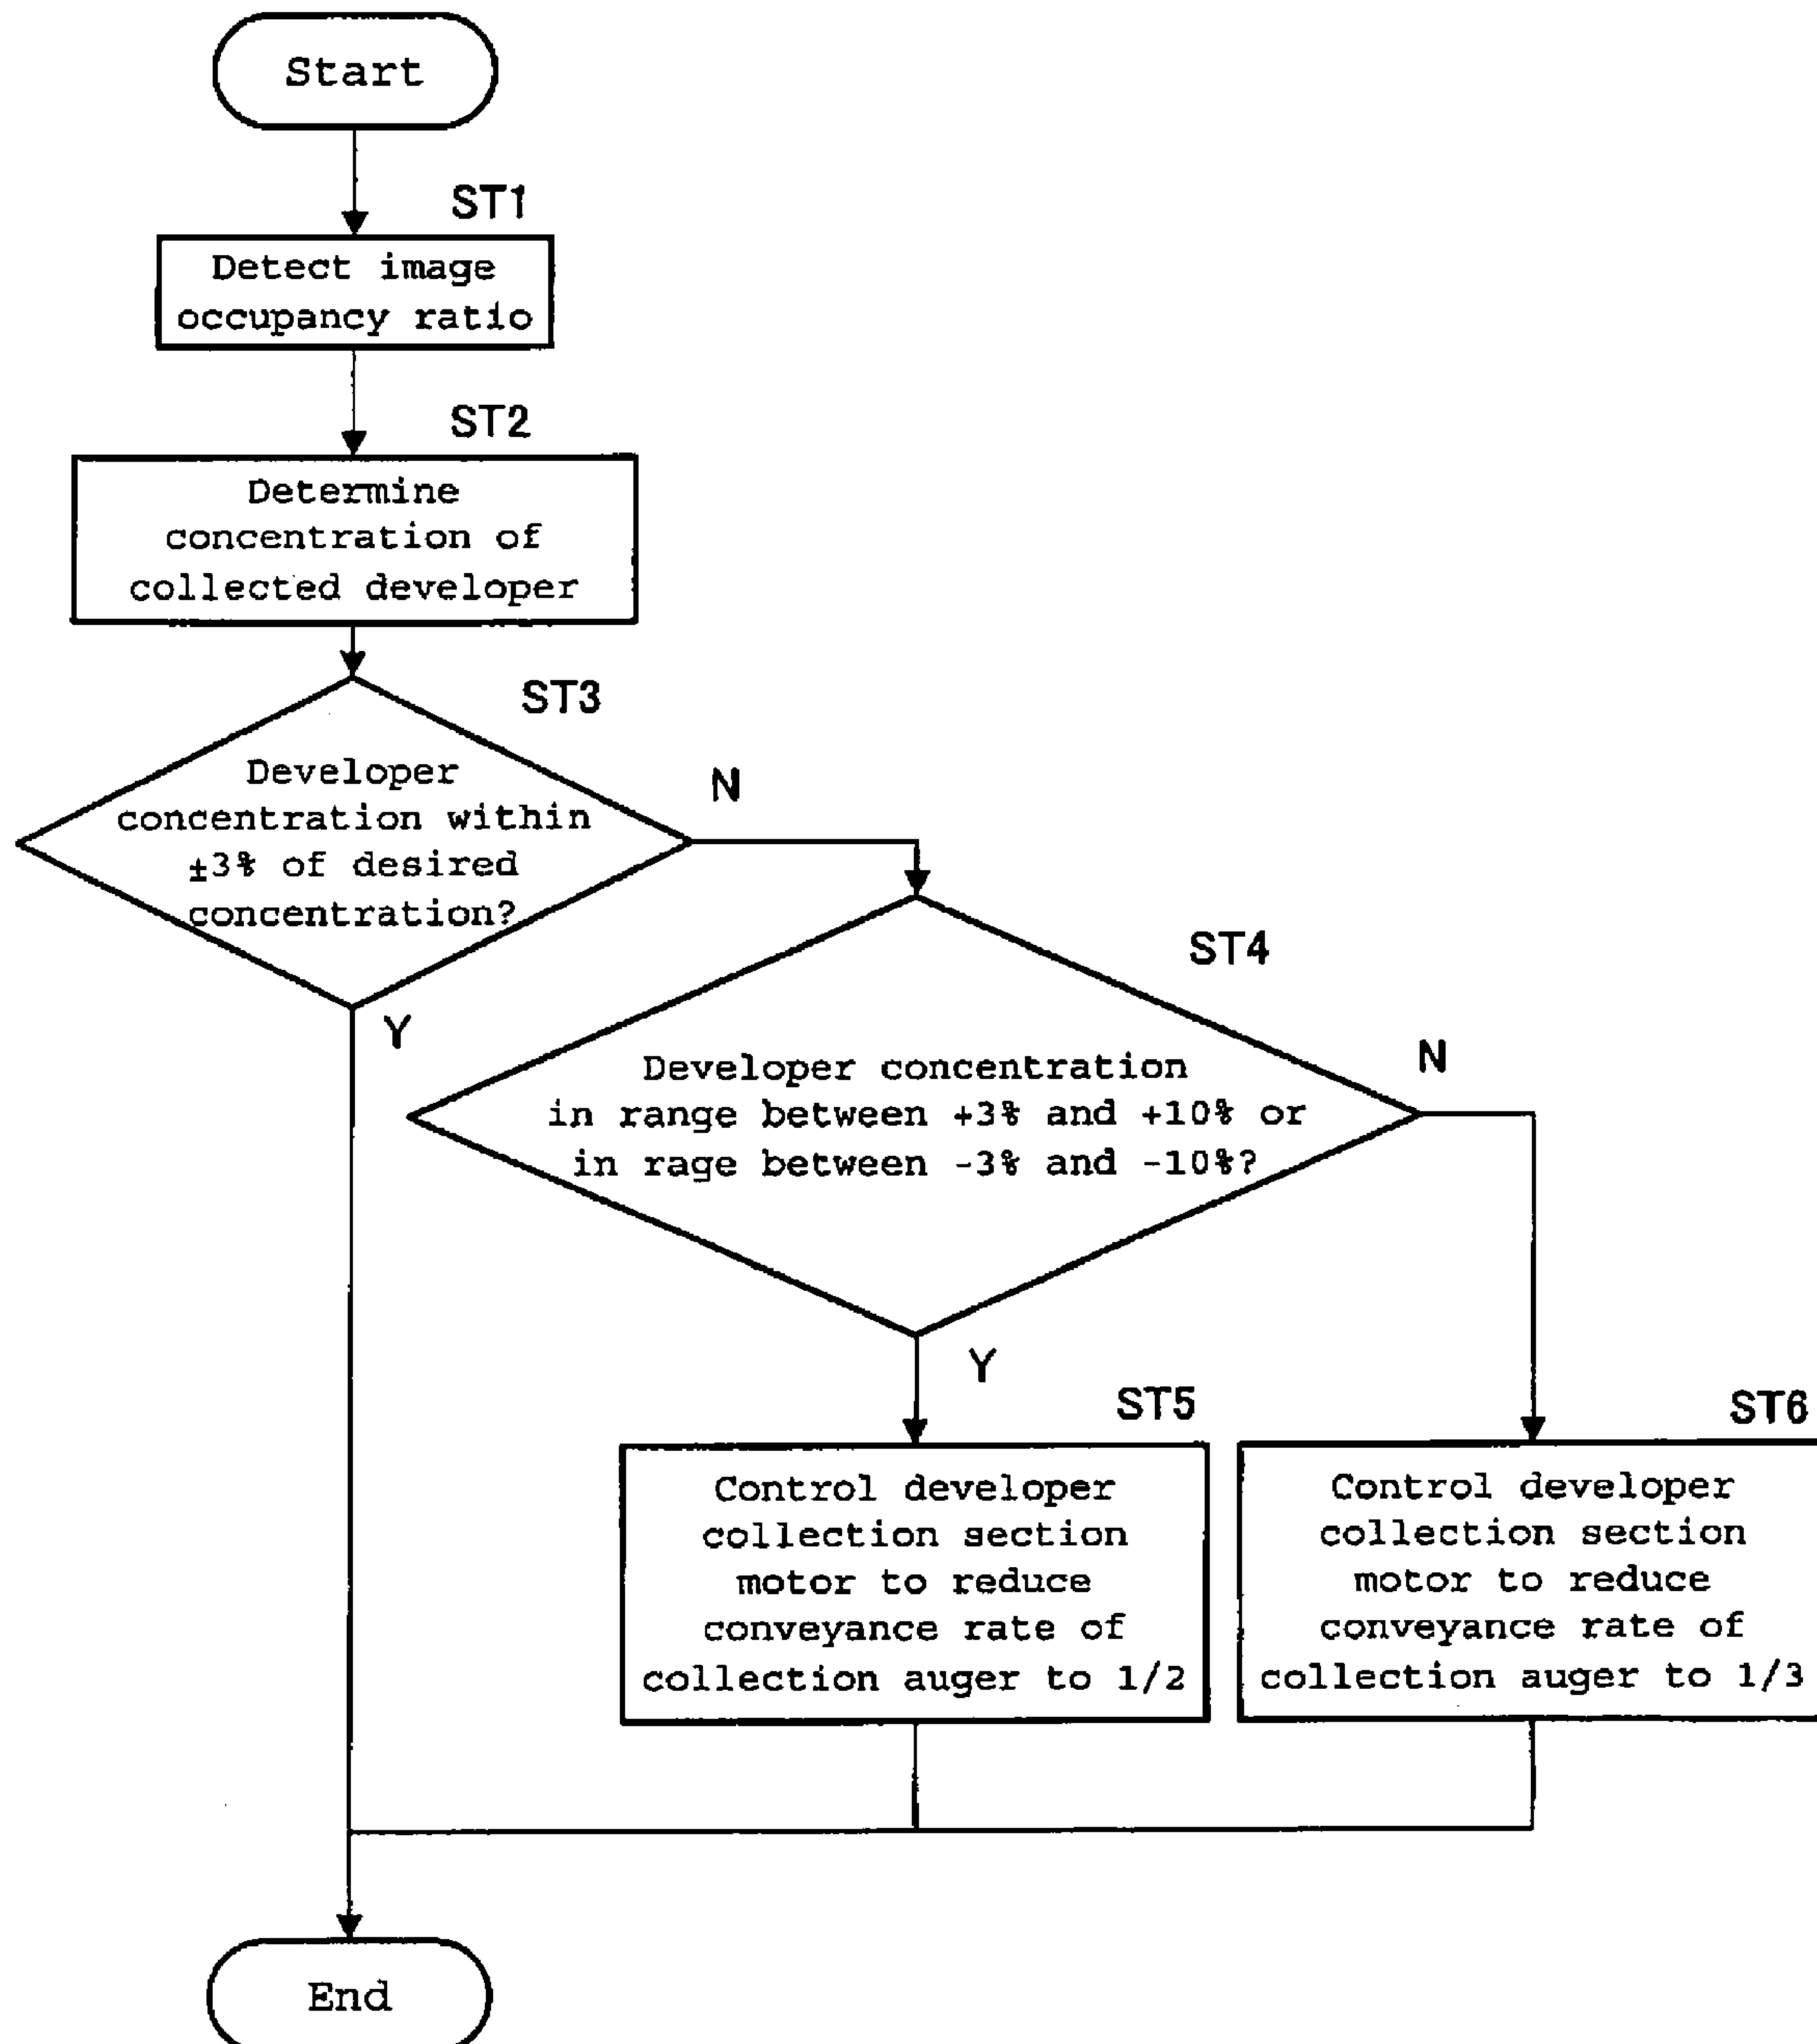 Start
ST1
Detect image
occupancy ratio
ST2
Determine
concentration of
collected developer
ST3
Developer
concentration within
±3% of desired
concentration?
N
Y
ST4
Developer concentration
in range between +3% and +10% or
in rage between -3% and -10%?
N
Y
ST5
Control developer
collection section
motor to reduce
conveyance rate of
collection auger to 1/2
ST6
Control developer
collection section
motor to reduce
conveyance rate of
collection auger to 1/3
End